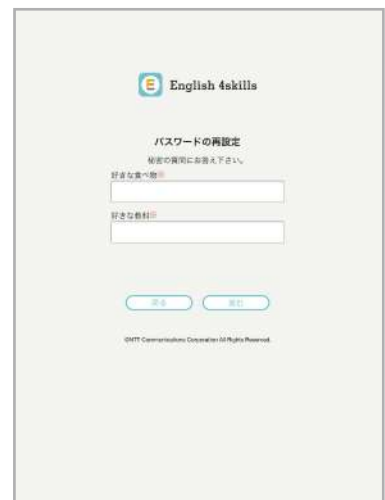 English 4skills
パスワードの再設定
秘密の質問にお答え下さい。
好きな食べ物
好きな教科
戻る
進む
©NTT Communications Corporation All Rights Reserved.